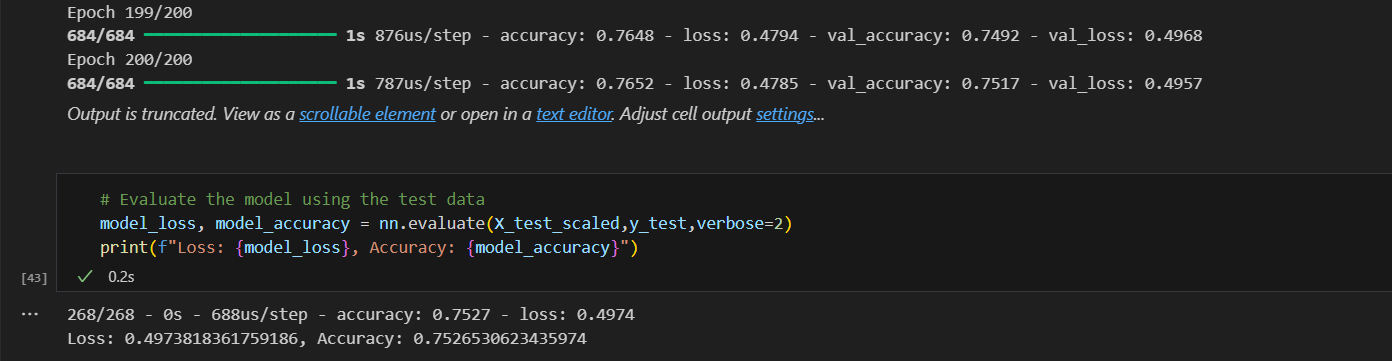 Epoch 199/200
684/684 ━━━━━━━━━━━━━━━━━━━━ 1s 876us/step - accuracy: 0.7648 - loss: 0.4794 - val_accuracy: 0.7492 - val_loss: 0.4968
Epoch 200/200
684/684 ━━━━━━━━━━━━━━━━━━━━ 1s 787us/step - accuracy: 0.7652 - loss: 0.4785 - val_accuracy: 0.7517 - val_loss: 0.4957
Output is truncated. View as a scrollable element or open in a text editor. Adjust cell output settings...
# Evaluate the model using the test data
model_loss, model_accuracy = nn.evaluate(X_test_scaled,y_test,verbose=2)
print(f"Loss: {model_loss}, Accuracy: {model_accuracy}")
[43] ✓ 0.2s
··· 268/268 - 0s - 688us/step - accuracy: 0.7527 - loss: 0.4974
Loss: 0.4973818361759186, Accuracy: 0.7526530623435974